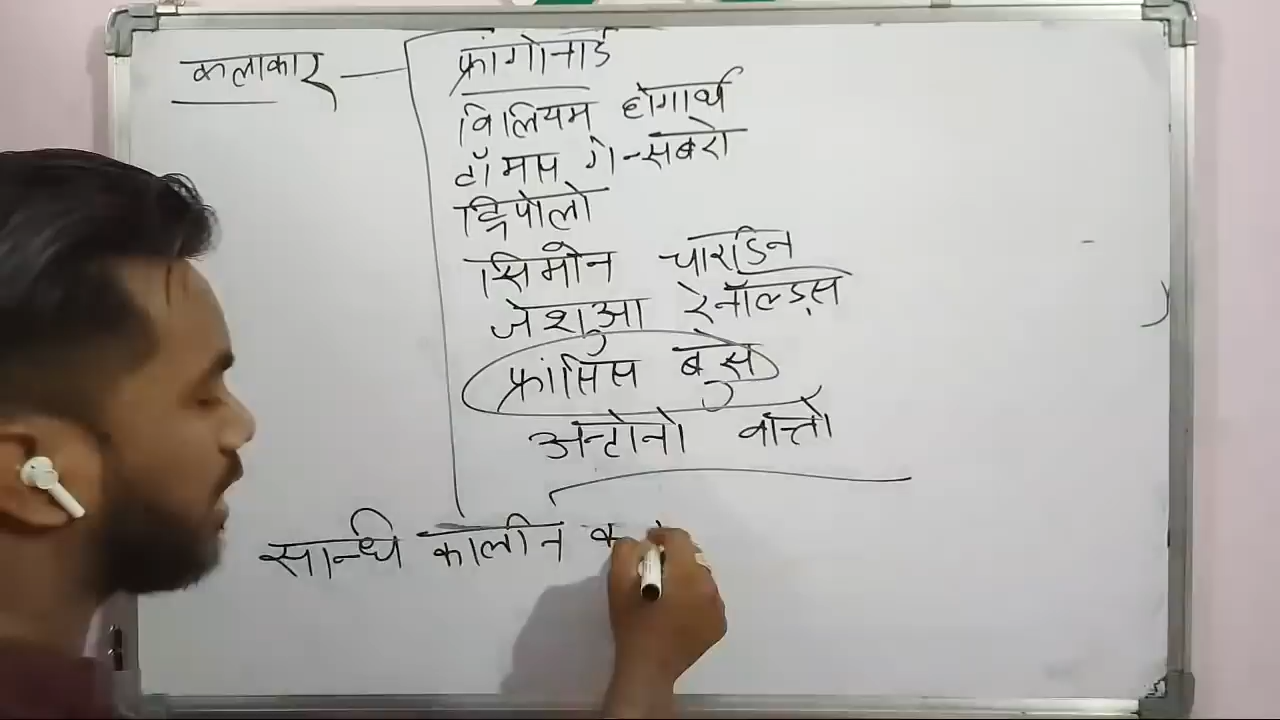 कलाकार
फ्रांगोनार्ड
विलियम होगार्थ
टॉमस गेन्सबरो
सिमोन चारडिन
जेशुआ रेनॉल्ड्स
फ्रांसिस बुस
अन्टोनो वात्तो
सान्धि कालीन